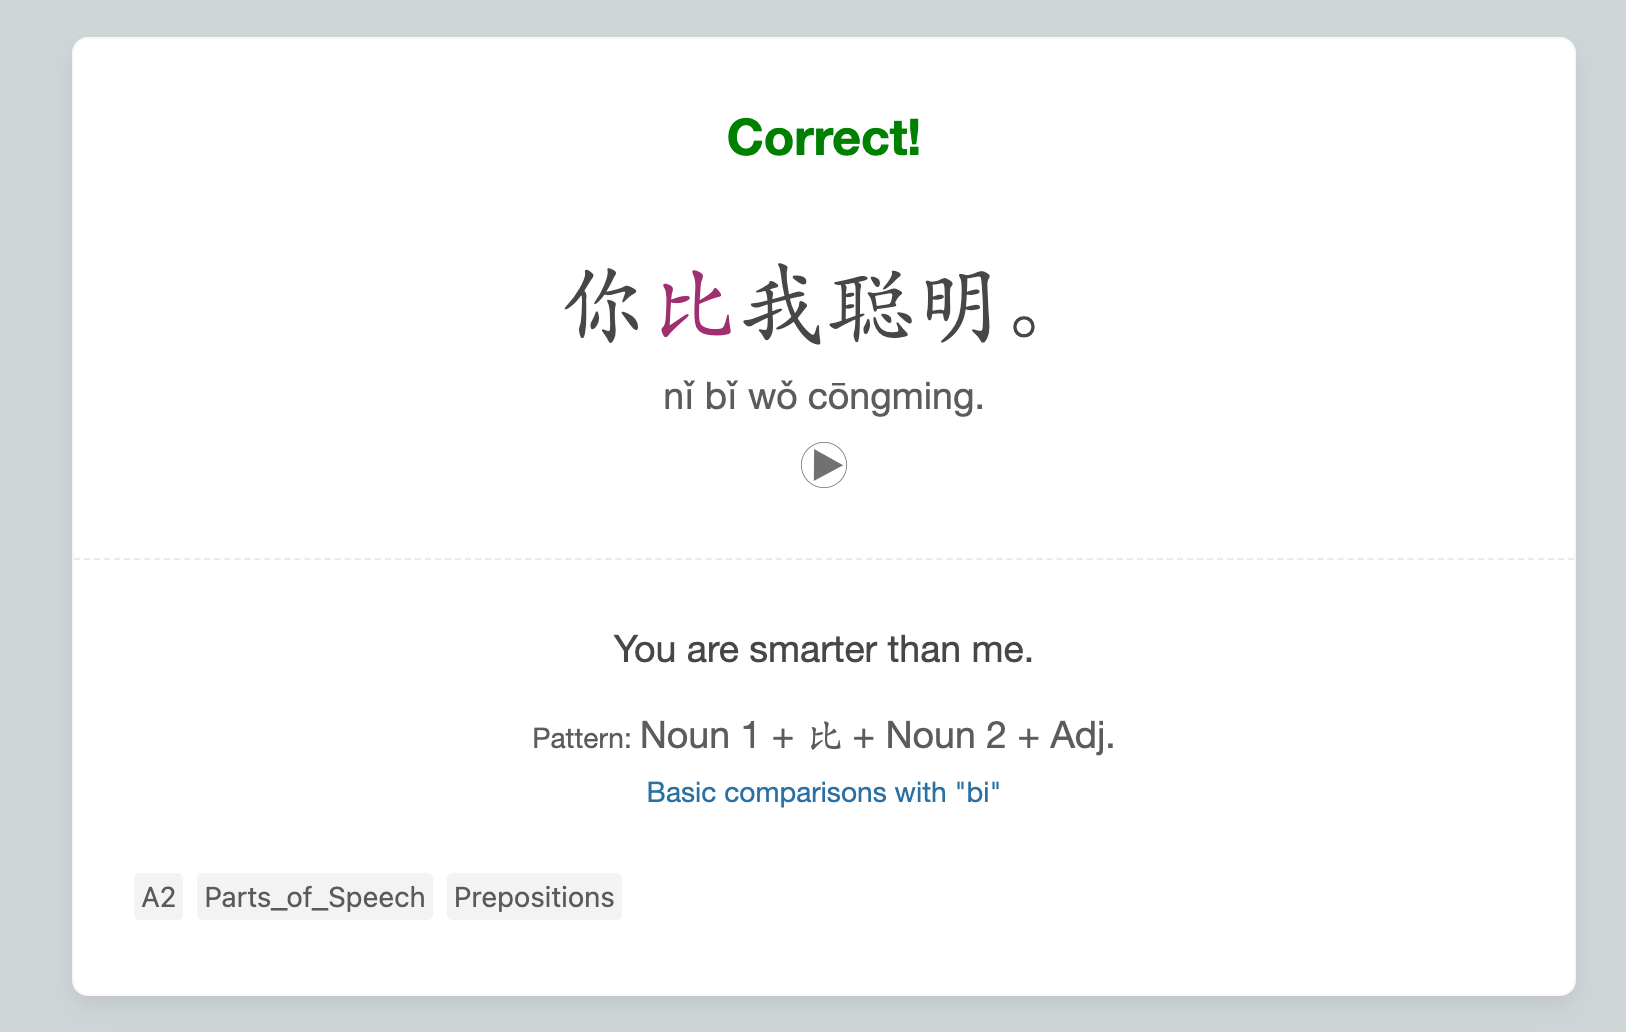 Correct!
你比我聪明。
nǐ bǐ wǒ cōngming.
You are smarter than me.
Pattern: Noun 1 + 比 + Noun 2 + Adj.
Basic comparisons with "bi"
A2 Parts_of_Speech Prepositions